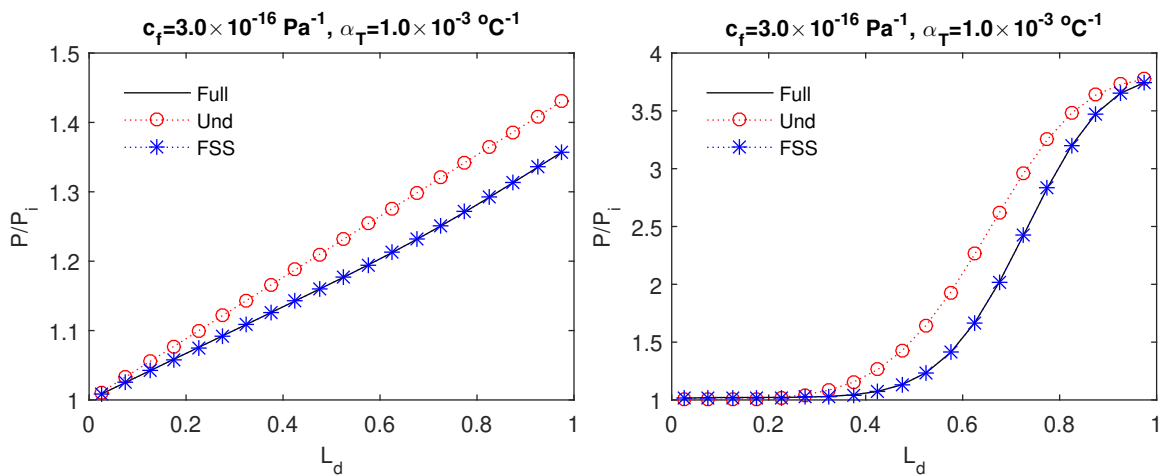 c_f=3.0×10^-16 Pa^-1, α_T=1.0×10^-3 °C^-1
1.5
1.4
1.3
1.2
1.1
1
P/P_i
Full
Und
FSS
0
0.2
0.4
0.6
0.8
1
L_d
c_f=3.0×10^-16 Pa^-1, α_T=1.0×10^-3 °C^-1
4
3.5
3
2.5
2
1.5
1
P/P_i
Full
Und
FSS
0
0.2
0.4
0.6
0.8
1
L_d